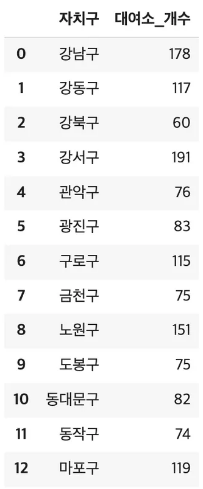 자치구 대여소_개수
0 강남구 178
1 강동구 117
2 강북구 60
3 강서구 191
4 관악구 76
5 광진구 83
6 구로구 115
7 금천구 75
8 노원구 151
9 도봉구 75
10 동대문구 82
11 동작구 74
12 마포구 119